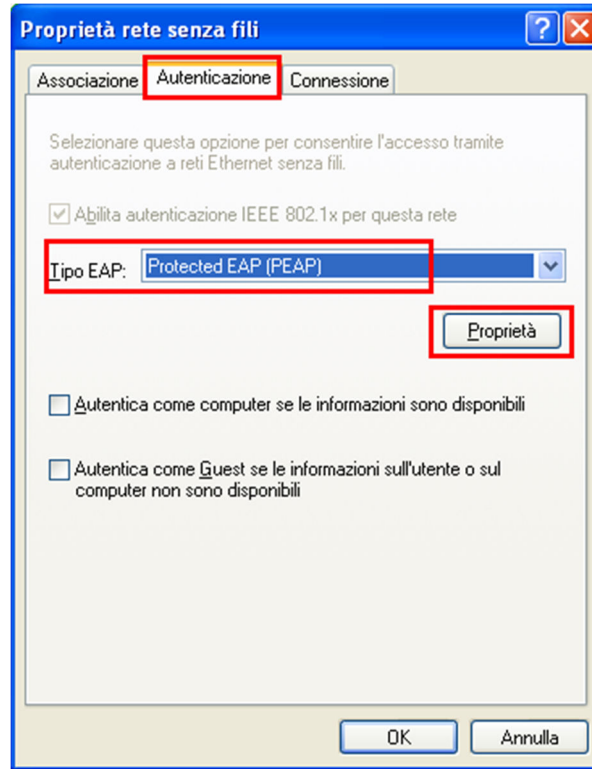 Proprietà rete senza fili
Associazione Autenticazione Connessione
Selezionare questa opzione per consentire l'accesso tramite
autenticazione a reti Ethernet senza fili.
Abilita autenticazione IEEE 802.1x per questa rete
Tipo EAP: Protected EAP (PEAP)
Proprietà
Autentica come computer se le informazioni sono disponibili
Autentica come Guest se le informazioni sull'utente o sul
computer non sono disponibili
OK Annulla